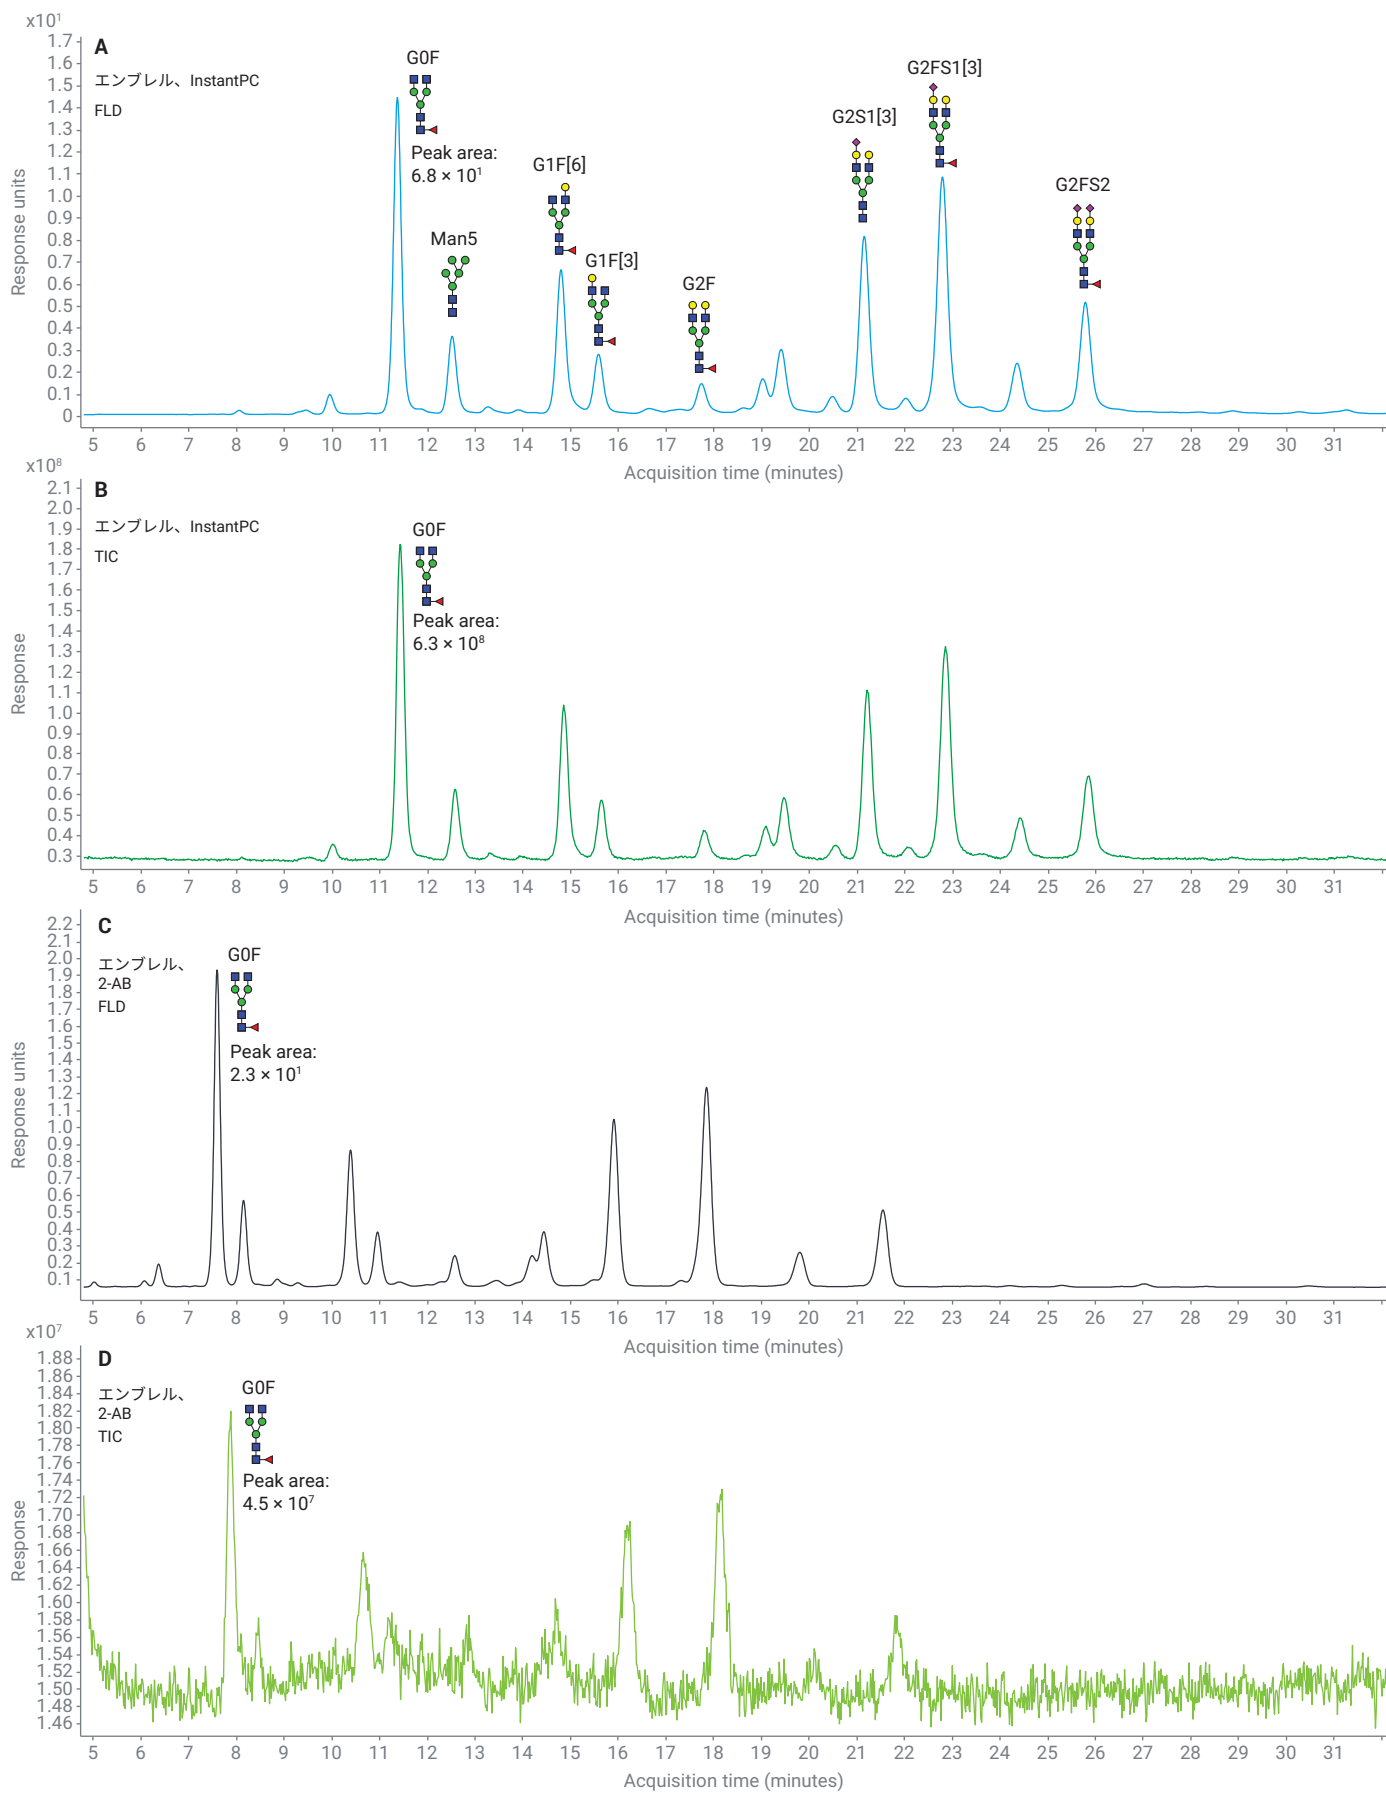 x10¹
A
エンブレル、InstantPC
FLD
1.7
1.6
1.5
1.4
1.3
1.2
1.1
1.0
0.9
0.8
0.7
0.6
0.5
0.4
0.3
0.2
0.1
0
Response units
G0F
Peak area:
6.8 × 10¹
Man5
G1F[6]
G1F[3]
G2F
G2S1[3]
G2FS1[3]
G2FS2
5 6 7 8 9 10 11 12 13 14 15 16 17 18 19 20 21 22 23 24 25 26 27 28 29 30 31
Acquisition time (minutes)
x10⁸
B
エンブレル、InstantPC
TIC
2.1
2.0
1.9
1.8
1.7
1.6
1.5
1.4
1.3
1.2
1.1
1.0
0.9
0.8
0.7
0.6
0.5
0.4
0.3
Response
G0F
Peak area:
6.3 × 10⁸
5 6 7 8 9 10 11 12 13 14 15 16 17 18 19 20 21 22 23 24 25 26 27 28 29 30 31
Acquisition time (minutes)
C
エンブレル、
2-AB
FLD
2.2
2.1
2.0
1.9
1.8
1.7
1.6
1.5
1.4
1.3
1.2
1.1
1.0
0.9
0.8
0.7
0.6
0.5
0.4
0.3
0.2
0.1
Response units
G0F
Peak area:
2.3 × 10¹
5 6 7 8 9 10 11 12 13 14 15 16 17 18 19 20 21 22 23 24 25 26 27 28 29 30 31
Acquisition time (minutes)
x10⁷
D
エンブレル、
2-AB
TIC
1.88
1.86
1.84
1.82
1.80
1.78
1.76
1.74
1.72
1.70
1.68
1.66
1.64
1.62
1.60
1.58
1.56
1.54
1.52
1.50
1.48
1.46
Response
G0F
Peak area:
4.5 × 10⁷
5 6 7 8 9 10 11 12 13 14 15 16 17 18 19 20 21 22 23 24 25 26 27 28 29 30 31
Acquisition time (minutes)